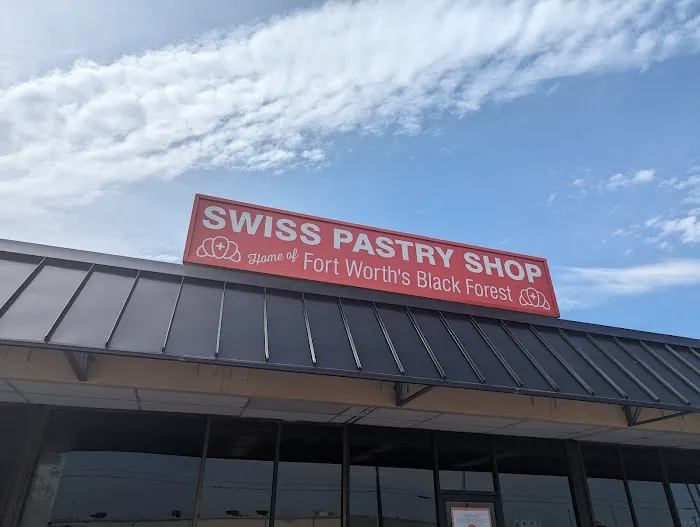 SWISS PASTRY SHOP
Home of Fort Worth's Black Forest